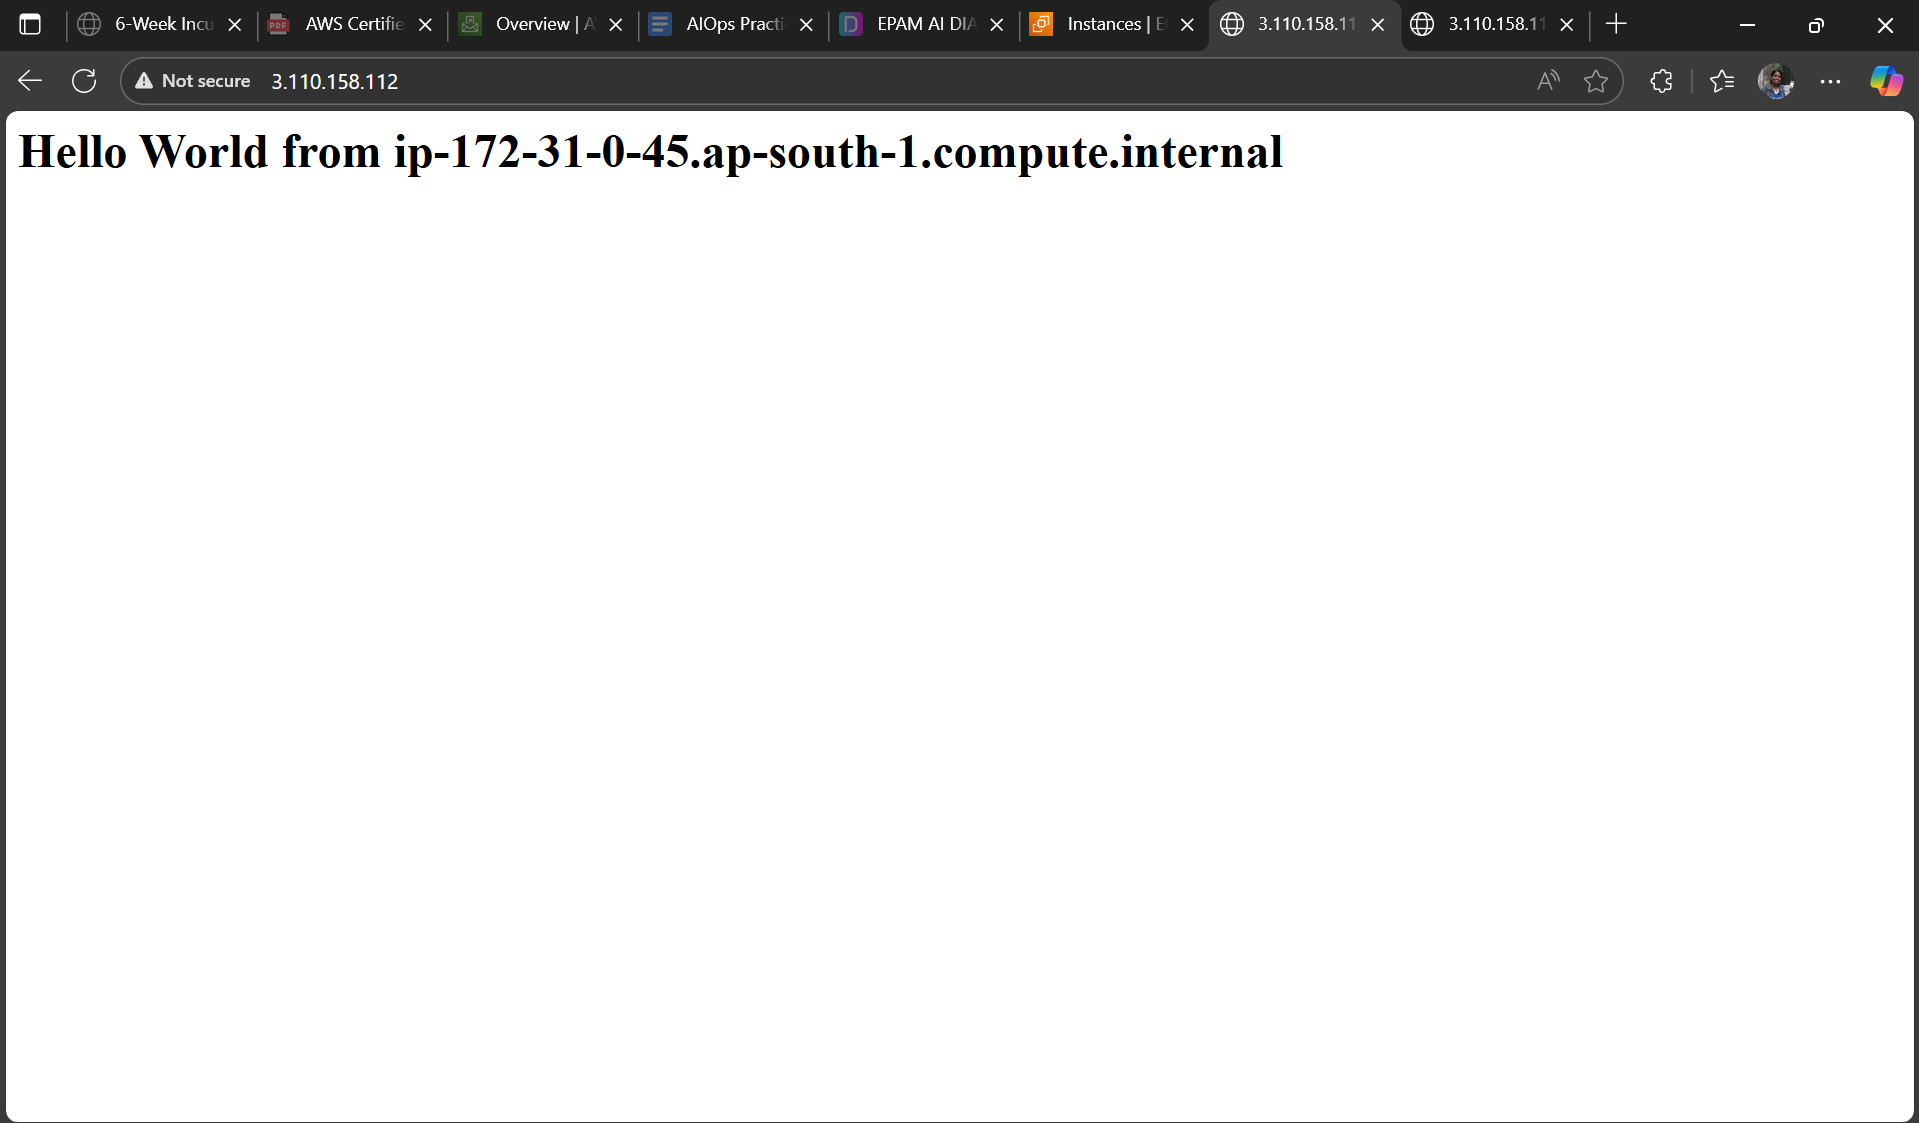 6-Week Incu
AWS Certifie
Overview | A
AIOps Practi
EPAM AI DIA
Instances | E
3.110.158.11
3.110.158.11
Not secure
3.110.158.112
Hello World from ip-172-31-0-45.ap-south-1.compute.internal